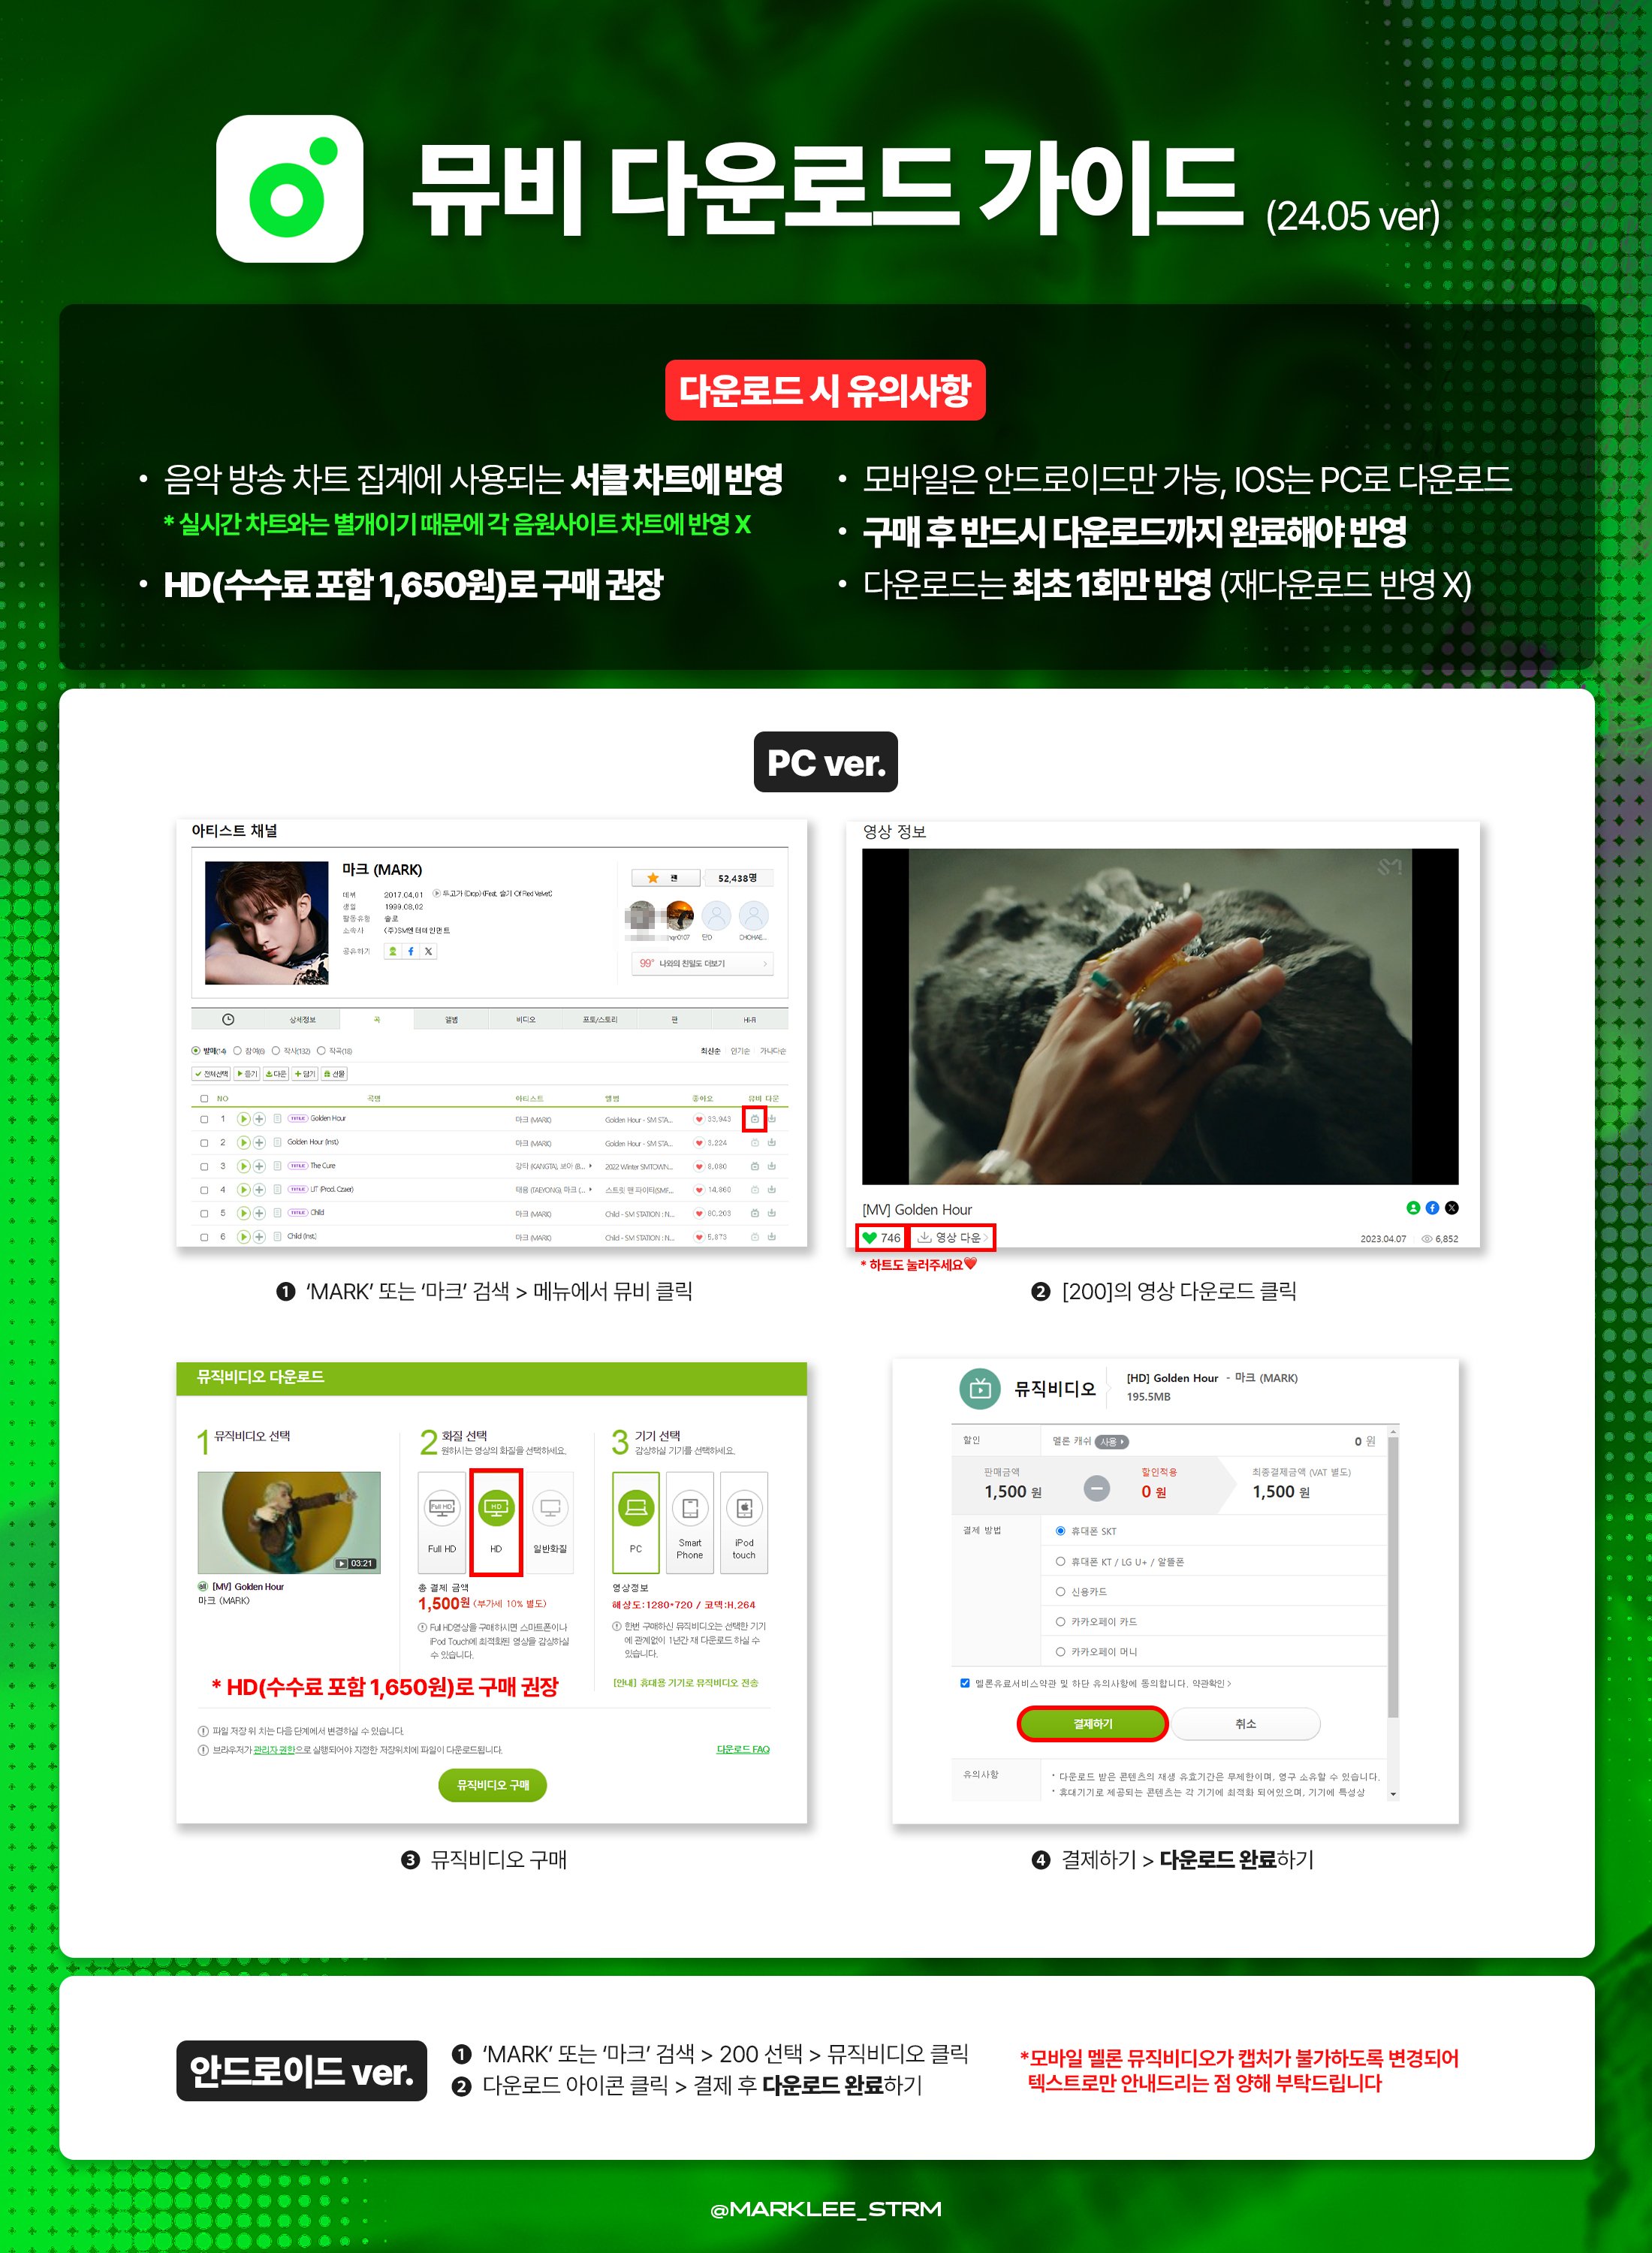 뮤비 다운로드 가이드 (24.05 ver)
다운로드 시 유의사항
• 음악 방송 차트 집계에 사용되는 서클 차트에 반영
* 실시간 차트와는 별개이기 때문에 각 음원사이트 차트에 반영 X
• HD(수수료 포함 1,650원)로 구매 권장
• 모바일은 안드로이드만 가능, IOS는 PC로 다운로드
• 구매 후 반드시 다운로드까지 완료해야 반영
• 다운로드는 최초 1회만 반영 (재다운로드 반영 X)
PC ver.
아티스트 채널
마크 (MARK)
데뷔 2017.04.01 두고가 (Drop) (Feat. 슬기 Of Red Velvet)
생일 1999.08.02
활동유형 솔로
소속사 (주)SM엔터테인먼트
공유하기
팬 52,438명
99° 나와의 친밀도 더보기
상세정보 곡 앨범 비디오 포토/스토리 팬 Hi-Fi
발매(14) 참여(6) 작사(132) 작곡(18) 최신순 인기순 가나다순
전체선택 듣기 다운 담기 선물
NO 곡명 아티스트 앨범 좋아요 뮤비 다운
1 TITLE Golden Hour 마크 (MARK) Golden Hour - SM STA... 33,943
2 Golden Hour (Inst.) 마크 (MARK) Golden Hour - SM STA... 3,224
3 TITLE The Cure 강타 (KANGTA), 보아 (B... 2022 Winter SMTOWN... 8,080
4 TITLE LIT (Prod. Czaer) 태용 (TAEYONG), 마크 (... 스트릿 맨 파이터(SMF... 14,860
5 TITLE Child 마크 (MARK) Child - SM STATION : N... 80,203
6 Child (Inst.) 마크 (MARK) Child - SM STATION : N... 5,873
❶ ‘MARK’ 또는 ‘마크’ 검색 > 메뉴에서 뮤비 클릭
영상 정보
[MV] Golden Hour
746 영상 다운 2023.04.07 6,852
* 하트도 눌러주세요
❷ [200]의 영상 다운로드 클릭
뮤직비디오 다운로드
1 뮤직비디오 선택
03:21
[MV] Golden Hour
마크 (MARK)
2 화질 선택
원하시는 영상의 화질을 선택하세요.
Full HD HD 일반화질
총 결제 금액
1,500원 (부가세 10% 별도)
Full HD영상을 구매하시면 스마트폰이나
iPod Touch에 최적화된 영상을 감상하실
수 있습니다.
3 기기 선택
감상하실 기기를 선택하세요.
PC Smart Phone iPod touch
영상정보
해상도:1280*720 / 코덱:H.264
한번 구매하신 뮤직비디오는 선택한 기기
에 관계없이 1년간 재 다운로드 하실 수
있습니다.
[안내] 휴대용 기기로 뮤직비디오 전송
* HD(수수료 포함 1,650원)로 구매 권장
파일 저장 위 치는 다음 단계에서 변경하실 수 있습니다.
브라우저가 관리자 권한으로 실행되어야 지정한 저장위치에 파일이 다운로드됩니다.
다운로드 FAQ
뮤직비디오 구매
❸ 뮤직비디오 구매
뮤직비디오
[HD] Golden Hour - 마크 (MARK)
195.5MB
할인 멜론 캐쉬 사용 0 원
판매금액 할인적용 최종결제금액 (VAT 별도)
1,500 원 0 원 1,500 원
결제 방법 휴대폰 SKT
휴대폰 KT / LG U+ / 알뜰폰
신용카드
카카오페이 카드
카카오페이 머니
멜론유료서비스약관 및 하단 유의사항에 동의합니다. 약관확인 >
결제하기 취소
유의사항
* 다운로드 받은 콘텐츠의 재생 유효기간은 무제한이며, 영구 소유할 수 있습니다.
* 휴대기기로 제공되는 콘텐츠는 각 기기에 최적화 되어있으며, 기기에 특성상
❹ 결제하기 > 다운로드 완료하기
안드로이드 ver.
❶ ‘MARK’ 또는 ‘마크’ 검색 > 200 선택 > 뮤직비디오 클릭
❷ 다운로드 아이콘 클릭 > 결제 후 다운로드 완료하기
*모바일 멜론 뮤직비디오가 캡처가 불가하도록 변경되어
텍스트로만 안내드리는 점 양해 부탁드립니다
@MARKLEE_STRM